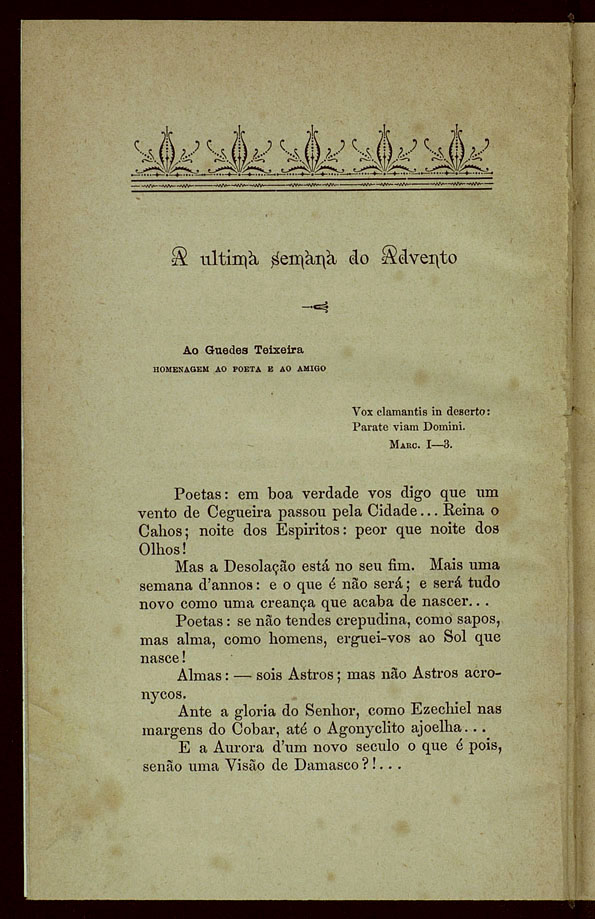 A ultima semana do Advento
Ao Guedes Teixeira
HOMENAGEM AO POETA E AO AMIGO
Vox clamantis in deserto:
Parate viam Domini.
MARC. I—3.
Poetas: em boa verdade vos digo que um
vento de Cegueira passou pela Cidade... Reina o
Cahos; noite dos Espiritos: peor que noite dos
Olhos!
Mas a Desolação está no seu fim. Mais uma
semana d'annos: e o que é não será; e será tudo
novo como uma creança que acaba de nascer...
Poetas: se não tendes crepudina, como sapos,
mas alma, como homens, erguei-vos ao Sol que
nasce!
Almas: — sois Astros; mas não Astros acro-
nycos.
Ante a gloria do Senhor, como Ezechiel nas
margens do Cobar, até o Agonyclito ajoelha...
E a Aurora d'um novo seculo o que é pois,
senão uma Visão de Damasco?!...